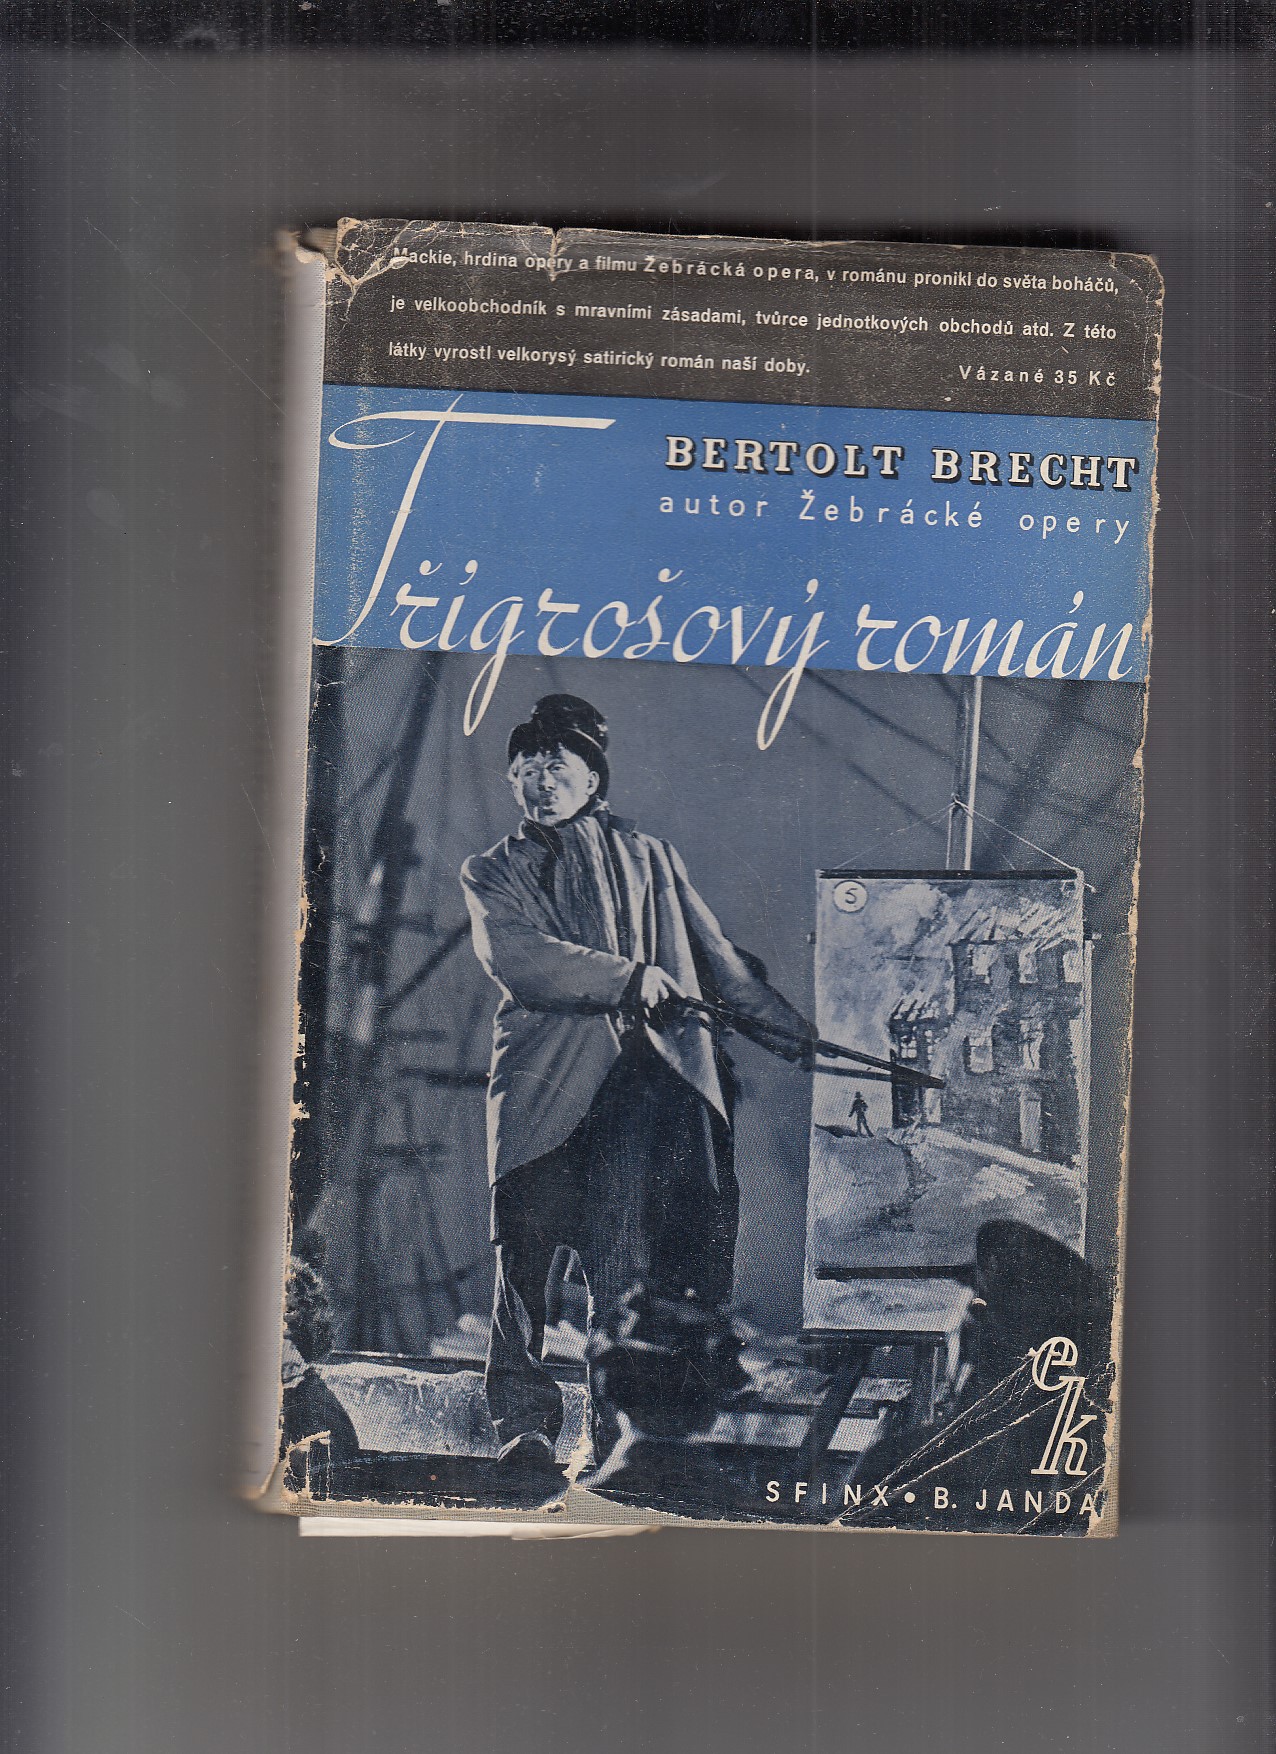 Mackie, hrdina opery a filmu Žebrácká opera, v románu pronikl do světa boháčů,
je velkoobchodník s mravními zásadami, tvůrce jednotkových obchodů atd. Z této
látky vyrostl velkorysý satirický román naší doby. Vázané 35 Kč
BERTOLT BRECHT
autor Žebrácké opery
Třígrošový román
5
ek
SFINX • B. JANDA